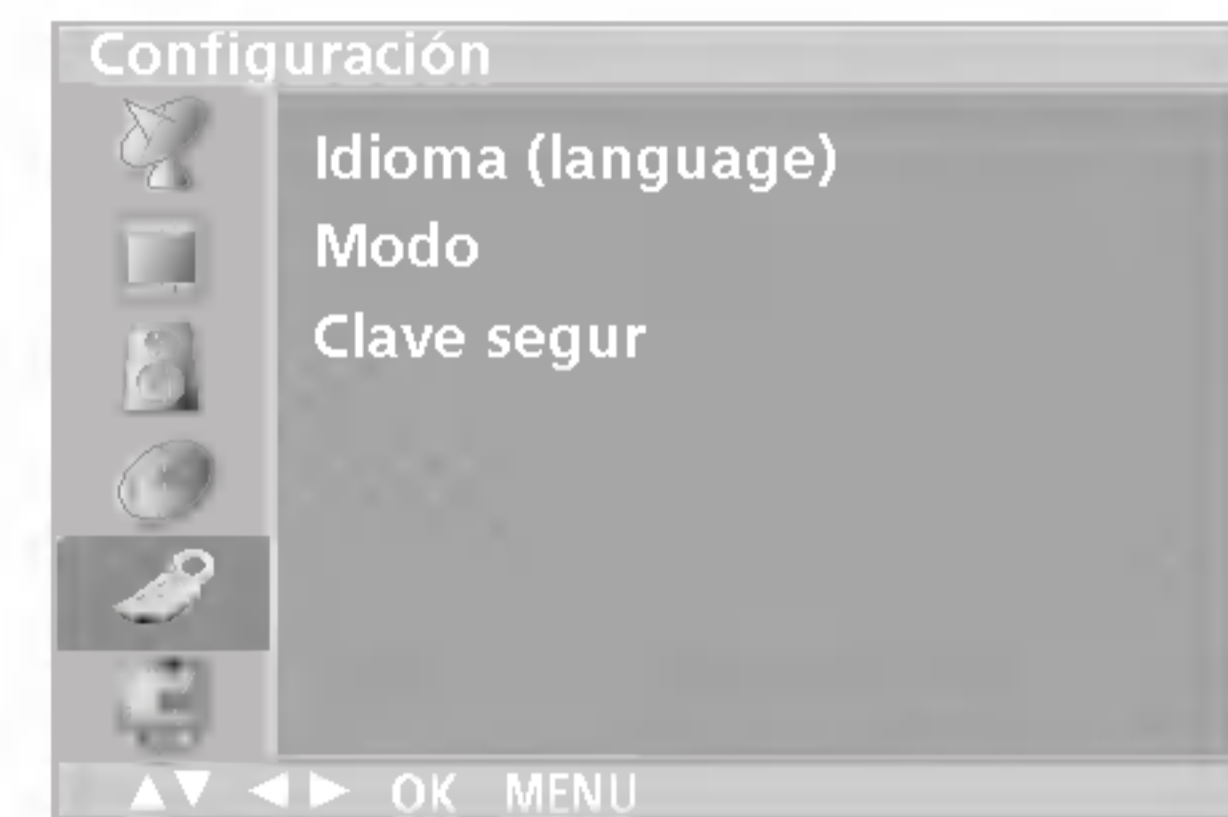 Configuración
Idioma (language)
Modo
Clave segur
▲▼ ◀▶ OK MENU